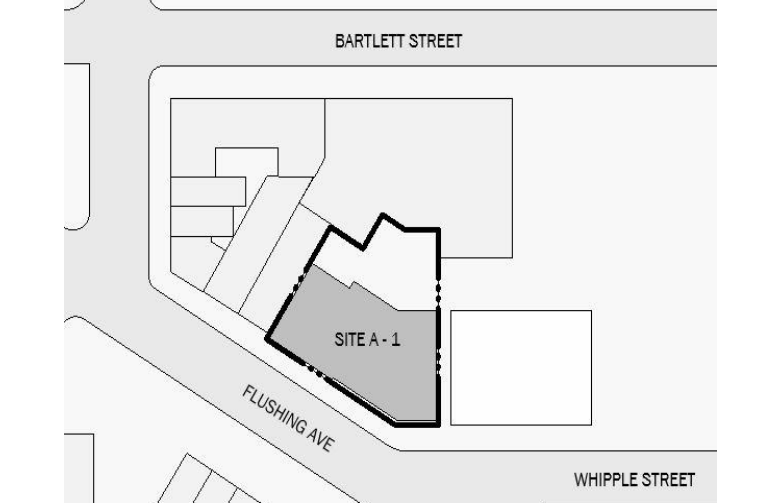 BARTLETT STREET
SITE A - 1
FLUSHING AVE
WHIPPLE STREET